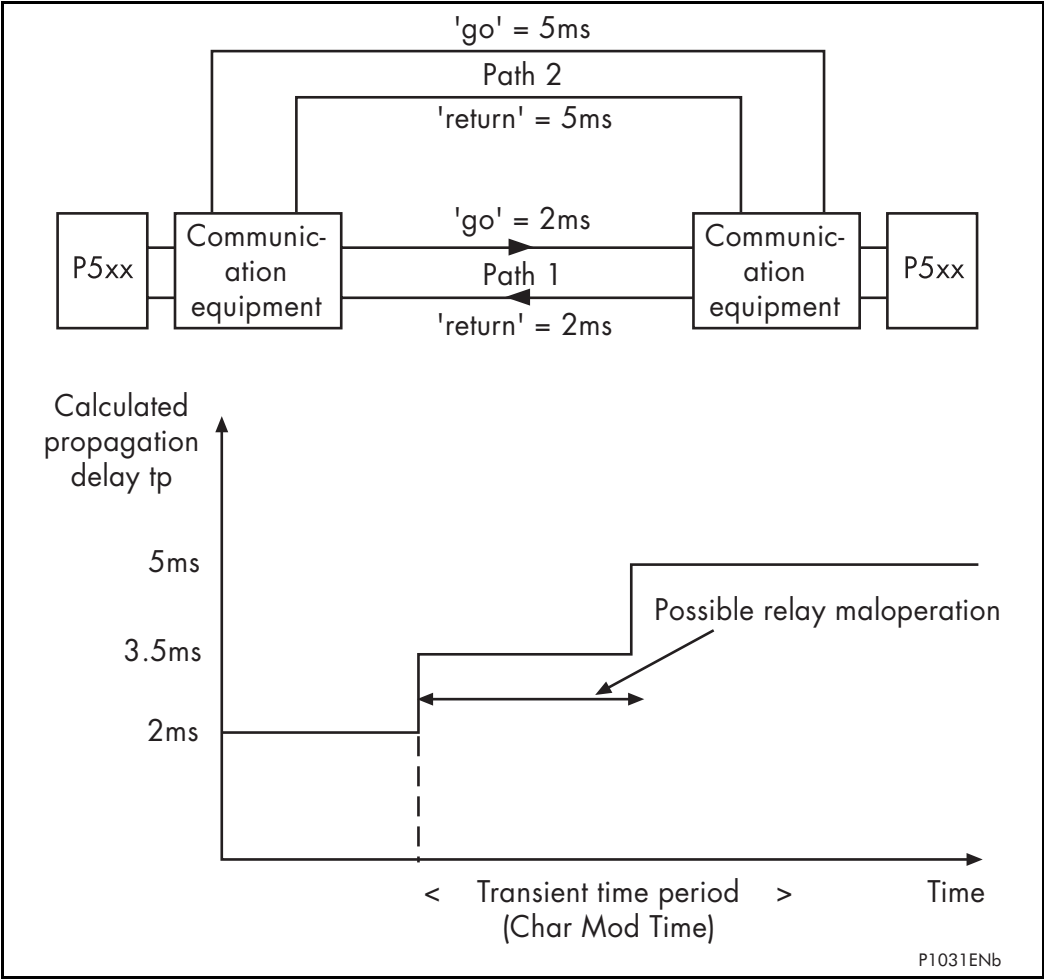 'go' = 5ms
Path 2
'return' = 5ms
P5xx
Communic-
ation
equipment
'go' = 2ms
Path 1
'return' = 2ms
Communic-
ation
equipment
P5xx
Calculated
propagation
delay tp
5ms
Possible relay maloperation
3.5ms
2ms
< Transient time period >
(Char Mod Time)
Time
P1031ENb